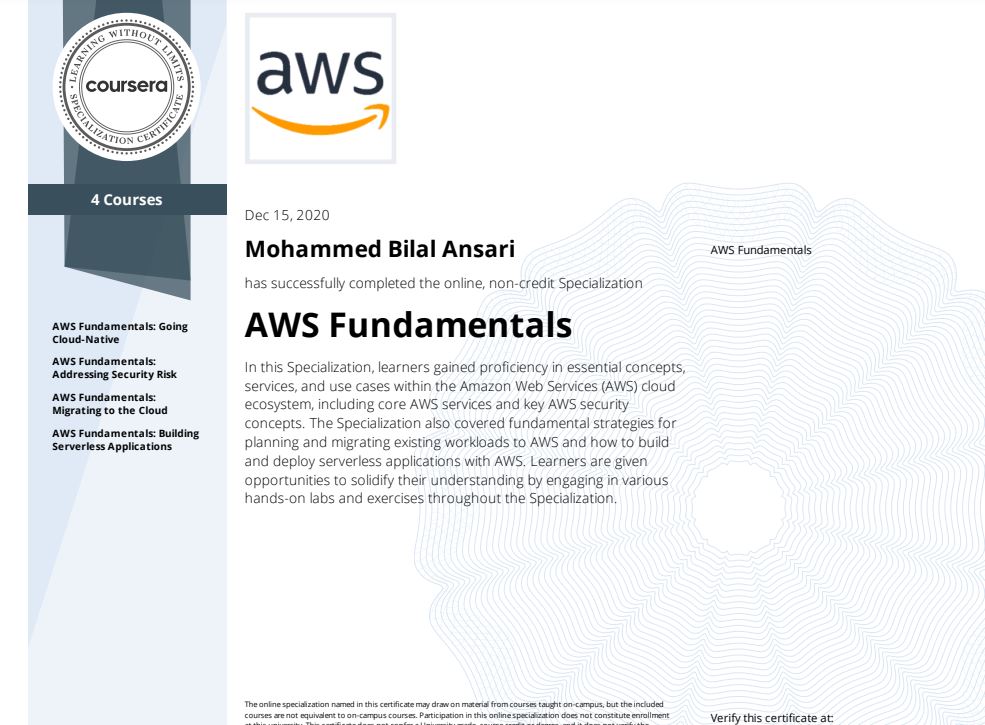 LEARNING WITHOUT LIMITS
coursera
SPECIALIZATION CERTIFICATE
aws
4 Courses
AWS Fundamentals: Going
Cloud-Native
AWS Fundamentals:
Addressing Security Risk
AWS Fundamentals:
Migrating to the Cloud
AWS Fundamentals: Building
Serverless Applications
Dec 15, 2020
Mohammed Bilal Ansari
has successfully completed the online, non-credit Specialization
AWS Fundamentals
In this Specialization, learners gained proficiency in essential concepts,
services, and use cases within the Amazon Web Services (AWS) cloud
ecosystem, including core AWS services and key AWS security
concepts. The Specialization also covered fundamental strategies for
planning and migrating existing workloads to AWS and how to build
and deploy serverless applications with AWS. Learners are given
opportunities to solidify their understanding by engaging in various
hands-on labs and exercises throughout the Specialization.
AWS Fundamentals
The online specialization named in this certificate may draw on material from courses taught on-campus, but the included
courses are not equivalent to on-campus courses. Participation in this online specialization does not constitute enrollment
Verify this certificate at: